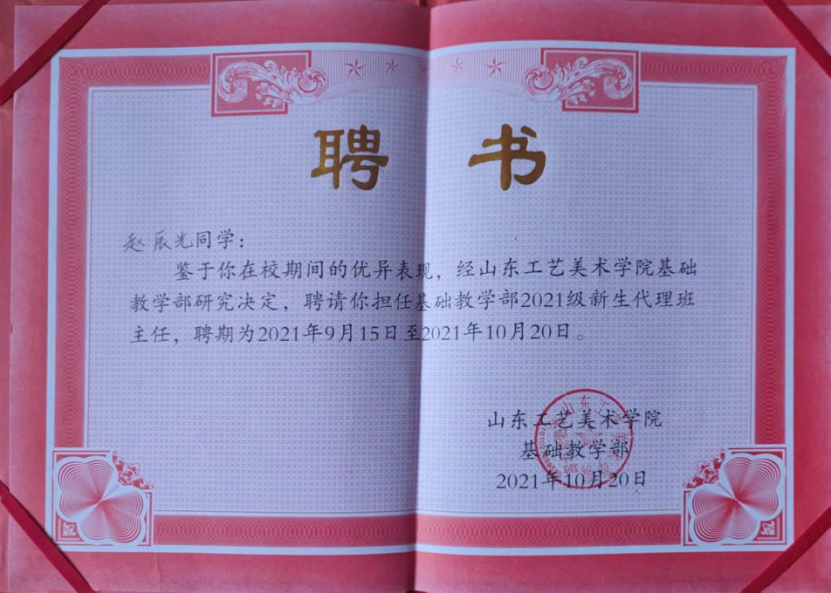 聘书
赵辰光同学：
鉴于你在校期间的优异表现，经山东工艺美术学院基础
教学部研究决定，聘请你担任基础教学部2021级新生代理班
主任，聘期为2021年9月15日至2021年10月20日。
山东工艺美术学院
基础教学部
2021年10月20日